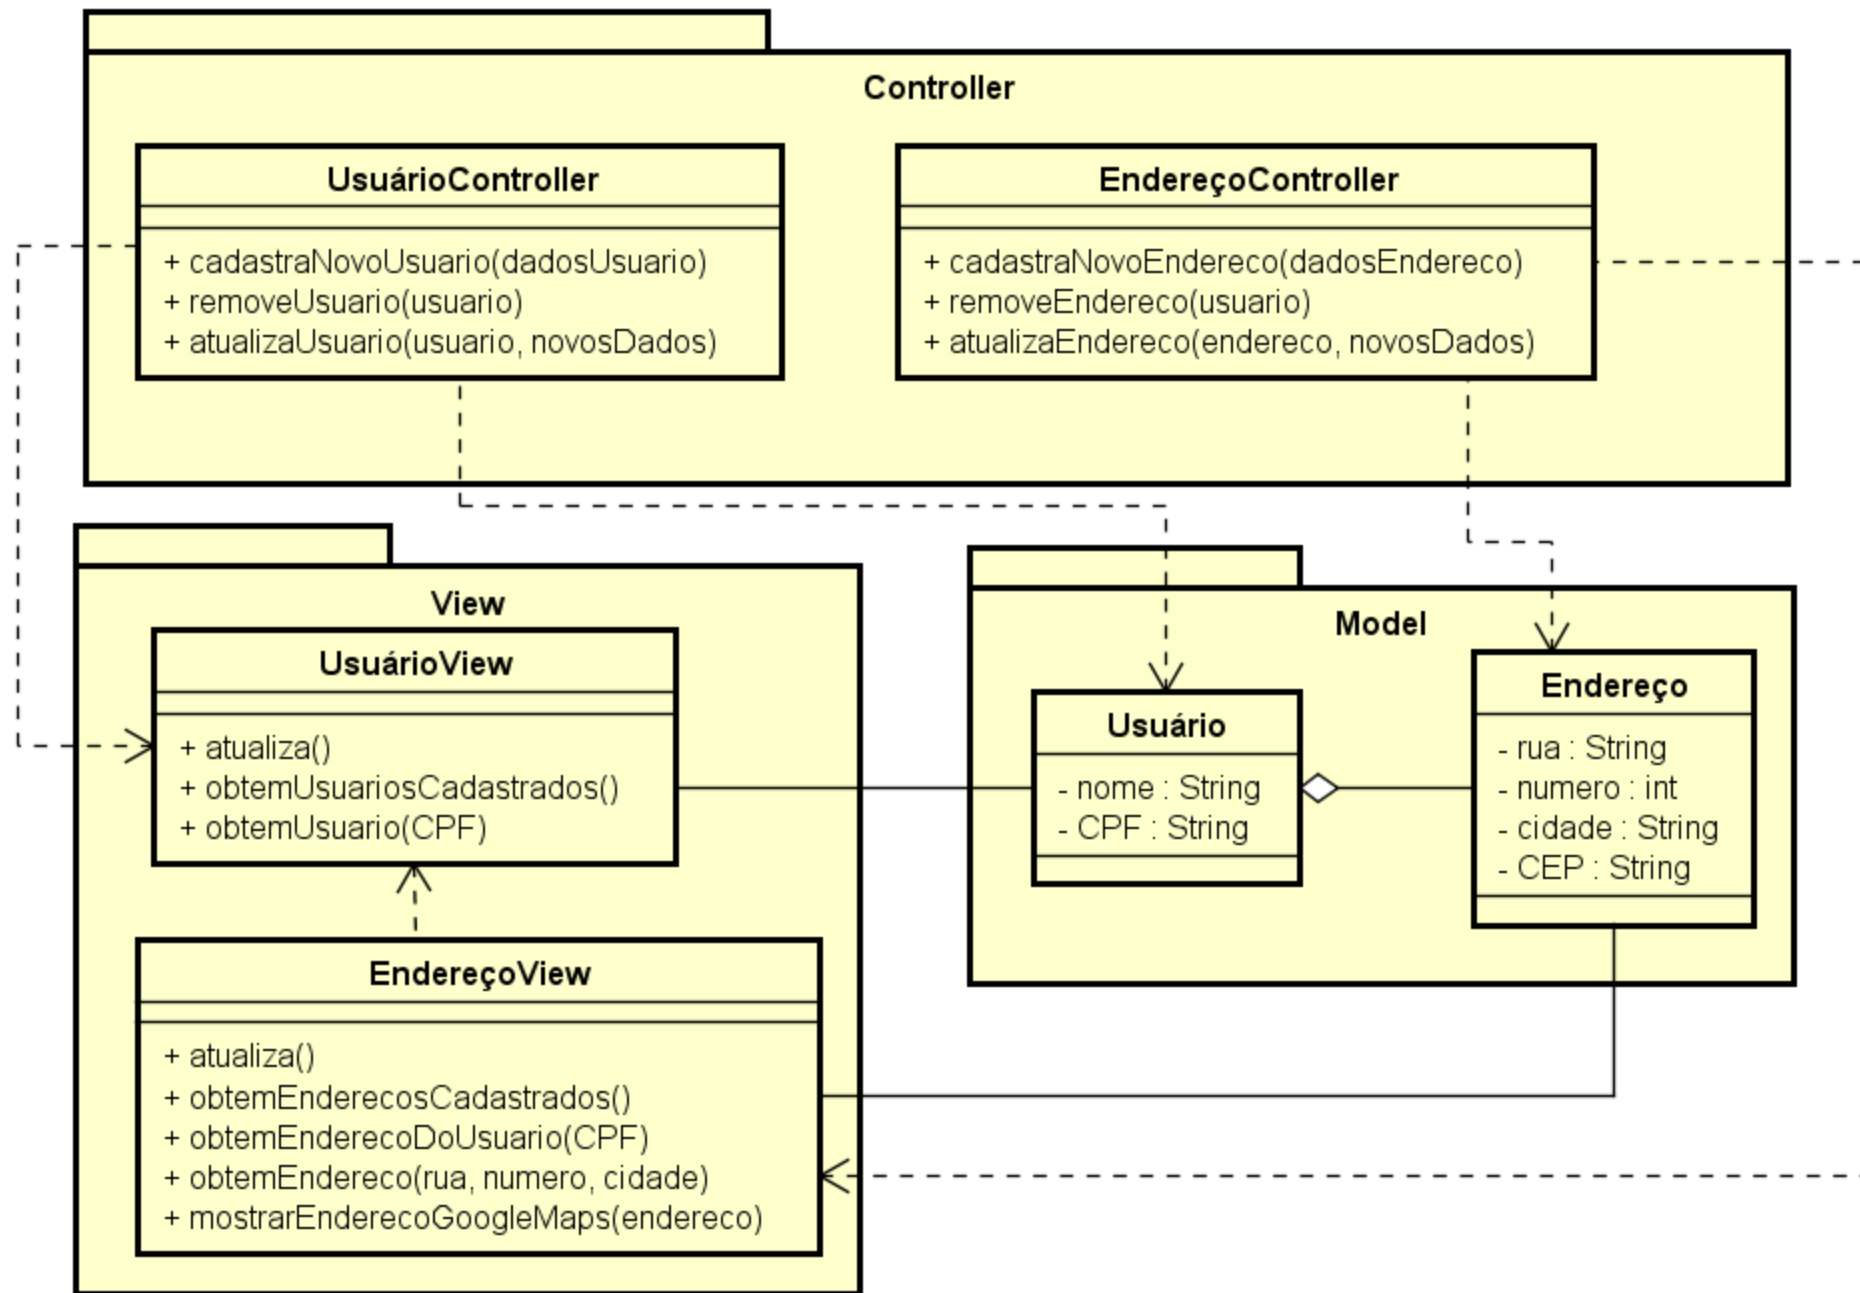 Controller
UsuárioController
+ cadastraNovoUsuario(dadosUsuario)
+ removeUsuario(usuario)
+ atualizaUsuario(usuario, novosDados)
EndereçoController
+ cadastraNovoEndereco(dadosEndereco)
+ removeEndereco(usuario)
+ atualizaEndereco(endereco, novosDados)
View
UsuárioView
+ atualiza()
+ obtemUsuariosCadastrados()
+ obtemUsuario(CPF)
EndereçoView
+ atualiza()
+ obtemEnderecosCadastrados()
+ obtemEnderecoDoUsuario(CPF)
+ obtemEndereco(rua, numero, cidade)
+ mostrarEnderecoGoogleMaps(endereco)
Model
Usuário
- nome : String
- CPF : String
Endereço
- rua : String
- numero : int
- cidade : String
- CEP : String